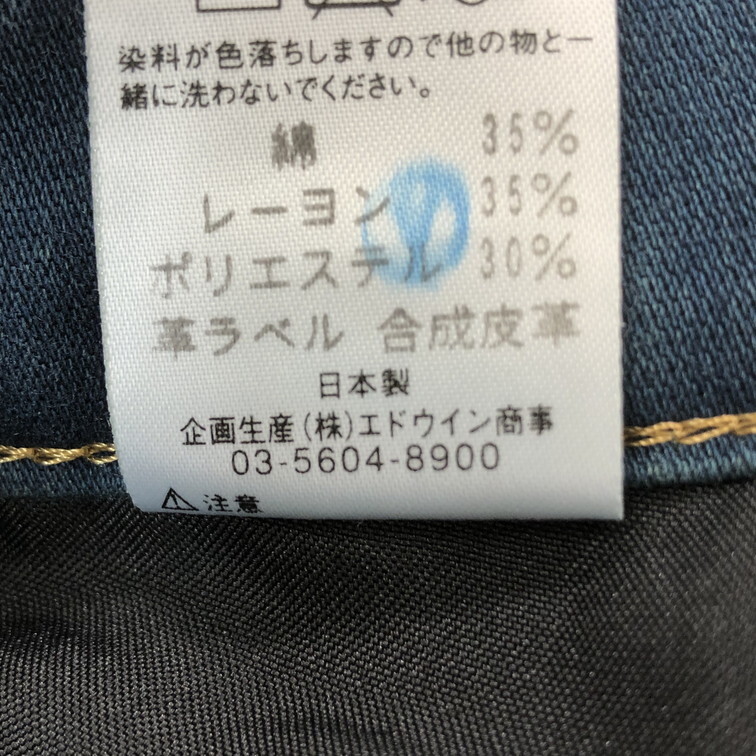 染料が色落ちしますので他の物と一
緒に洗わないでください。
綿 35%
レーヨン 35%
ポリエステル 30%
革ラベル 合成皮革
日本製
企画生産(株)エドウイン商事
03-5604-8900
⚠注意